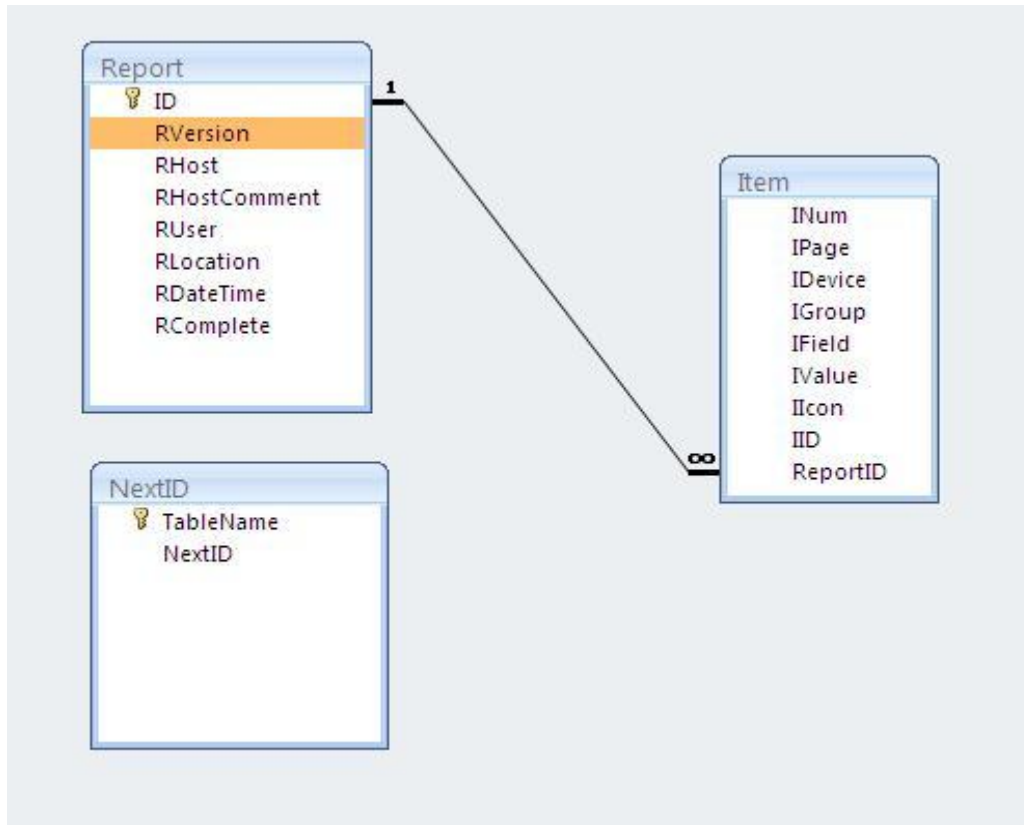 Report
ID
RVersion
RHost
RHostComment
RUser
RLocation
RDateTime
RComplete
1
Item
INum
IPage
IDevice
IGroup
IField
IValue
IIcon
IID
ReportID
∞
NextID
TableName
NextID